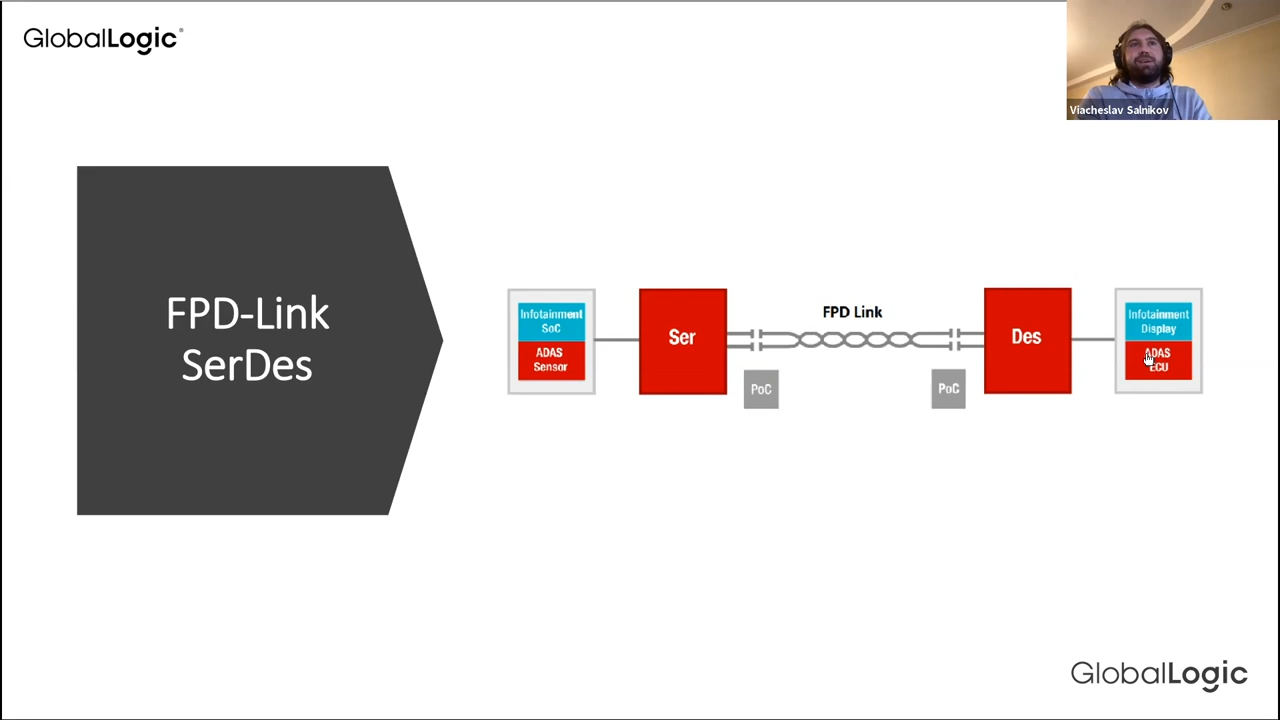 GlobalLogic®
Viacheslav Salnikov
FPD-Link
SerDes
Infotainment
SoC
ADAS
Sensor
Ser
PoC
FPD Link
PoC
Des
Infotainment
Display
ADAS
ECU
GlobalLogic